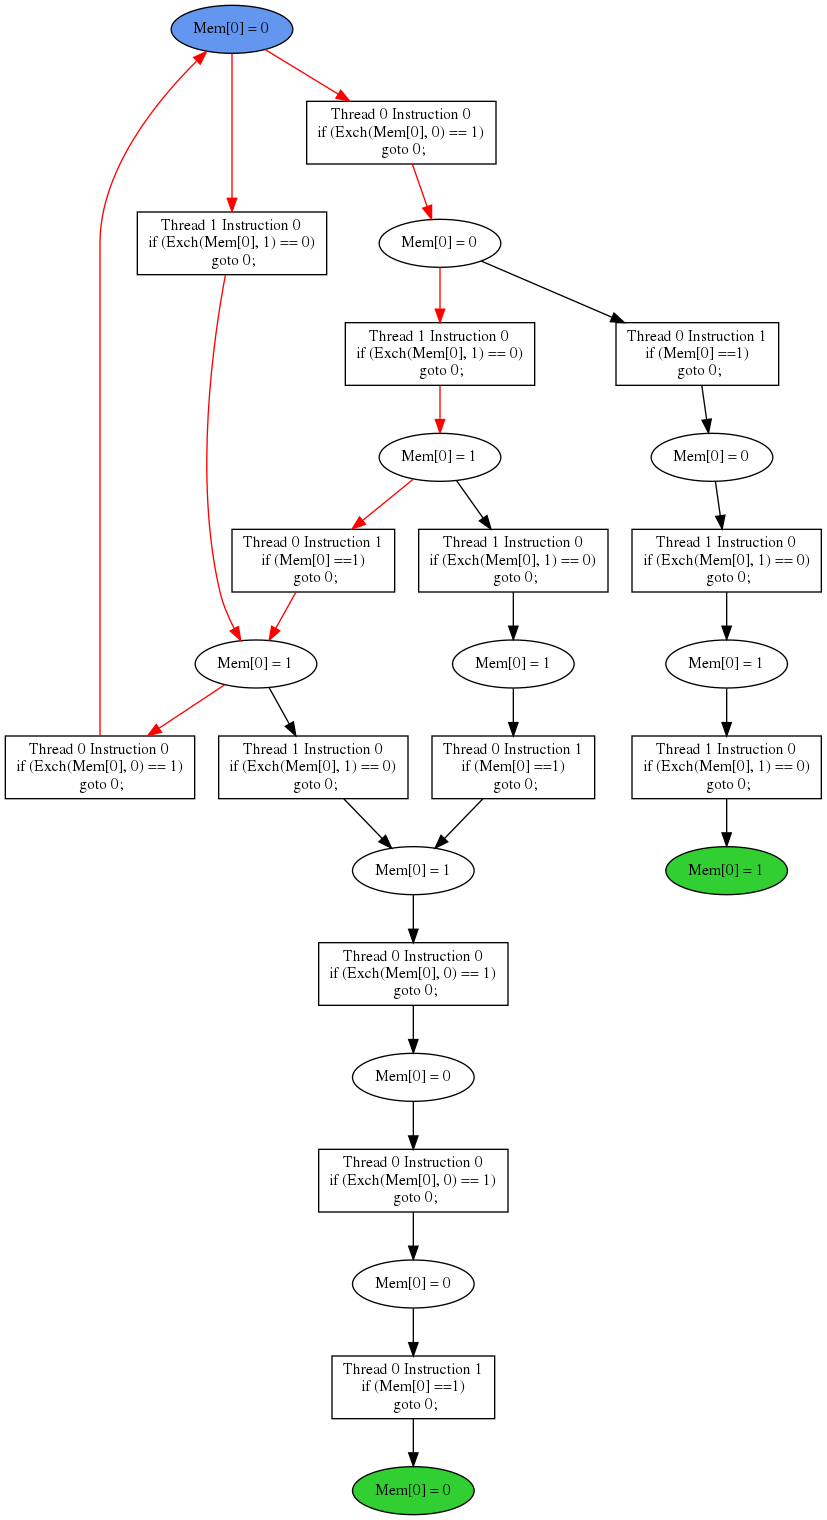 Mem[0] = 0
Thread 0 Instruction 0
if (Exch(Mem[0], 0) == 1)
goto 0;
Thread 1 Instruction 0
if (Exch(Mem[0], 1) == 0)
goto 0;
Mem[0] = 0
Thread 1 Instruction 0
if (Exch(Mem[0], 1) == 0)
goto 0;
Thread 0 Instruction 1
if (Mem[0] ==1)
goto 0;
Mem[0] = 1
Mem[0] = 0
Thread 0 Instruction 1
if (Mem[0] ==1)
goto 0;
Thread 1 Instruction 0
if (Exch(Mem[0], 1) == 0)
goto 0;
Thread 1 Instruction 0
if (Exch(Mem[0], 1) == 0)
goto 0;
Mem[0] = 1
Mem[0] = 1
Mem[0] = 1
Thread 0 Instruction 0
if (Exch(Mem[0], 0) == 1)
goto 0;
Thread 1 Instruction 0
if (Exch(Mem[0], 1) == 0)
goto 0;
Thread 0 Instruction 1
if (Mem[0] ==1)
goto 0;
Thread 1 Instruction 0
if (Exch(Mem[0], 1) == 0)
goto 0;
Mem[0] = 1
Mem[0] = 1
Thread 0 Instruction 0
if (Exch(Mem[0], 0) == 1)
goto 0;
Mem[0] = 0
Thread 0 Instruction 0
if (Exch(Mem[0], 0) == 1)
goto 0;
Mem[0] = 0
Thread 0 Instruction 1
if (Mem[0] ==1)
goto 0;
Mem[0] = 0